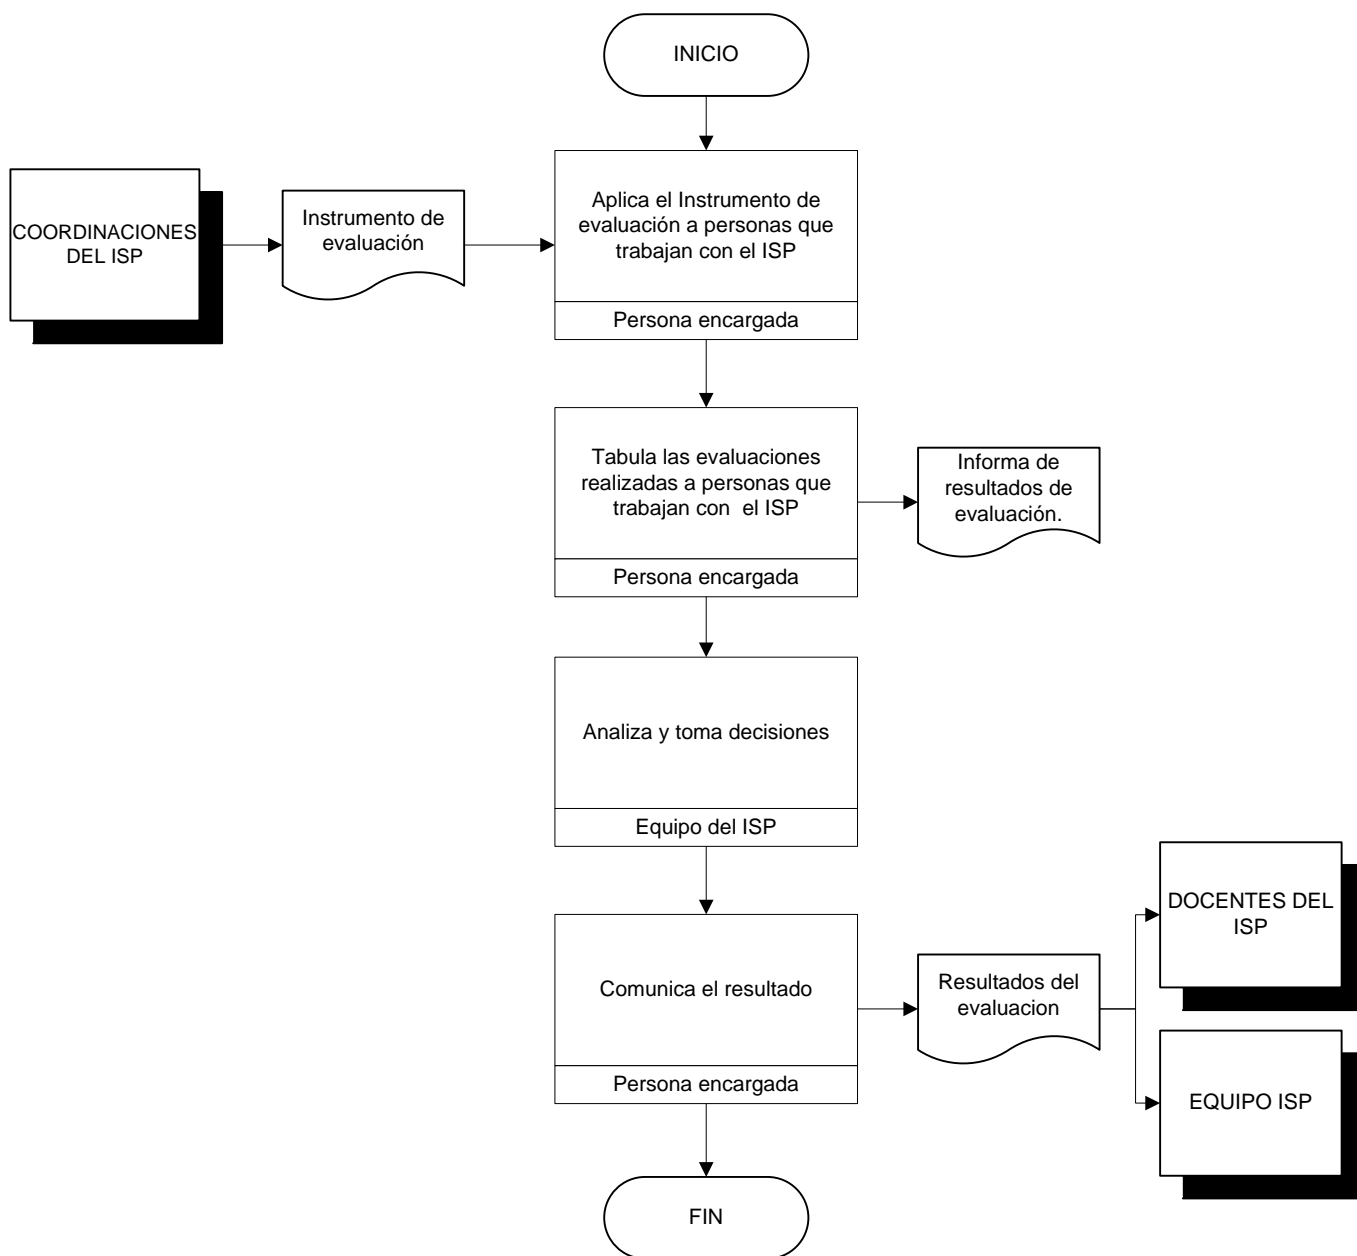 INICIO
COORDINACIONES
DEL ISP
Instrumento de
evaluación
Aplica el Instrumento de
evaluación a personas que
trabajan con el ISP
Persona encargada
Tabula las evaluaciones
realizadas a personas que
trabajan con  el ISP
Persona encargada
Informa de
resultados de
evaluación.
Analiza y toma decisiones
Equipo del ISP
Comunica el resultado
Persona encargada
Resultados del
evaluacion
DOCENTES DEL
ISP
EQUIPO ISP
FIN